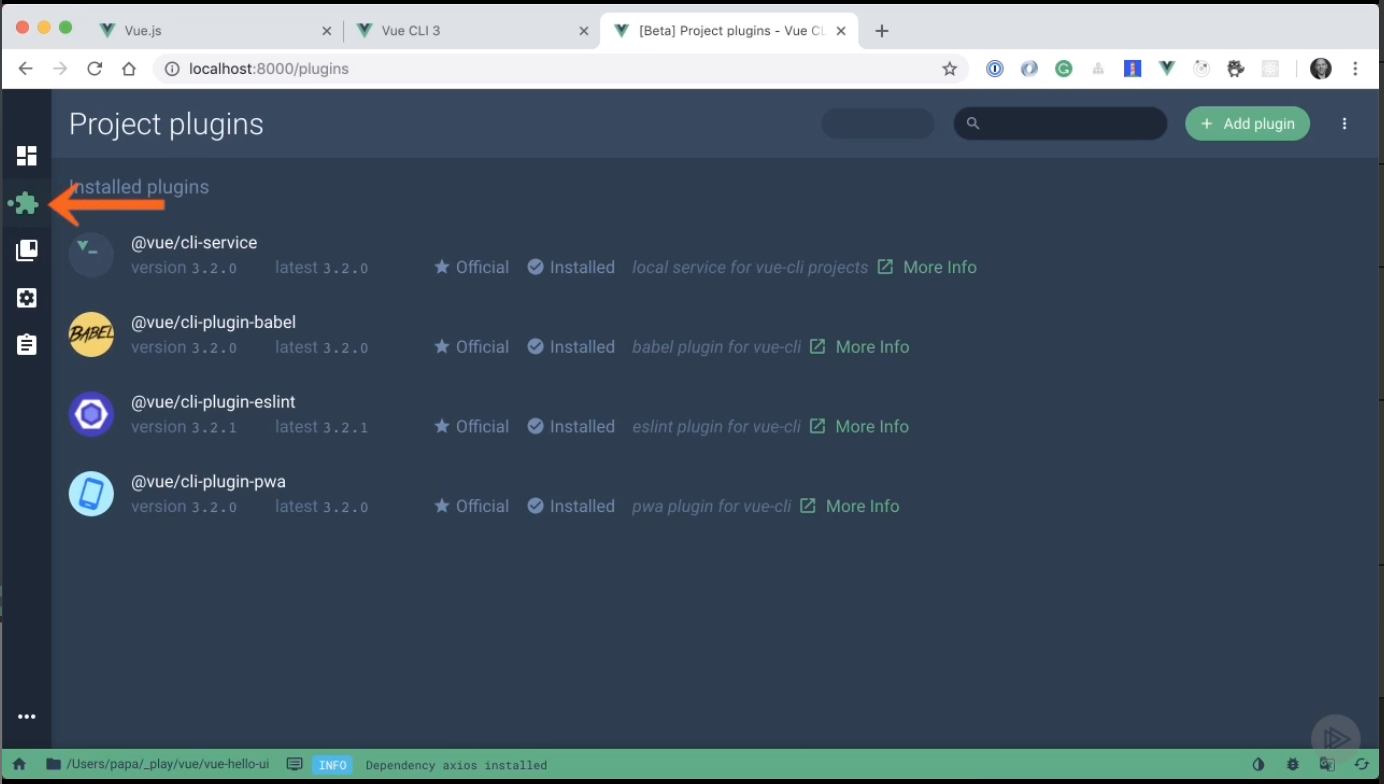 Vue.js
Vue CLI 3
[Beta] Project plugins - Vue CL
localhost:8000/plugins
Project plugins
Add plugin
Installed plugins
@vue/cli-service
version 3.2.0 latest 3.2.0 Official Installed local service for vue-cli projects More Info
BABEL
@vue/cli-plugin-babel
version 3.2.0 latest 3.2.0 Official Installed babel plugin for vue-cli More Info
@vue/cli-plugin-eslint
version 3.2.1 latest 3.2.1 Official Installed eslint plugin for vue-cli More Info
@vue/cli-plugin-pwa
version 3.2.0 latest 3.2.0 Official Installed pwa plugin for vue-cli More Info
/Users/papa/_play/vue/vue-hello-ui INFO Dependency axios installed